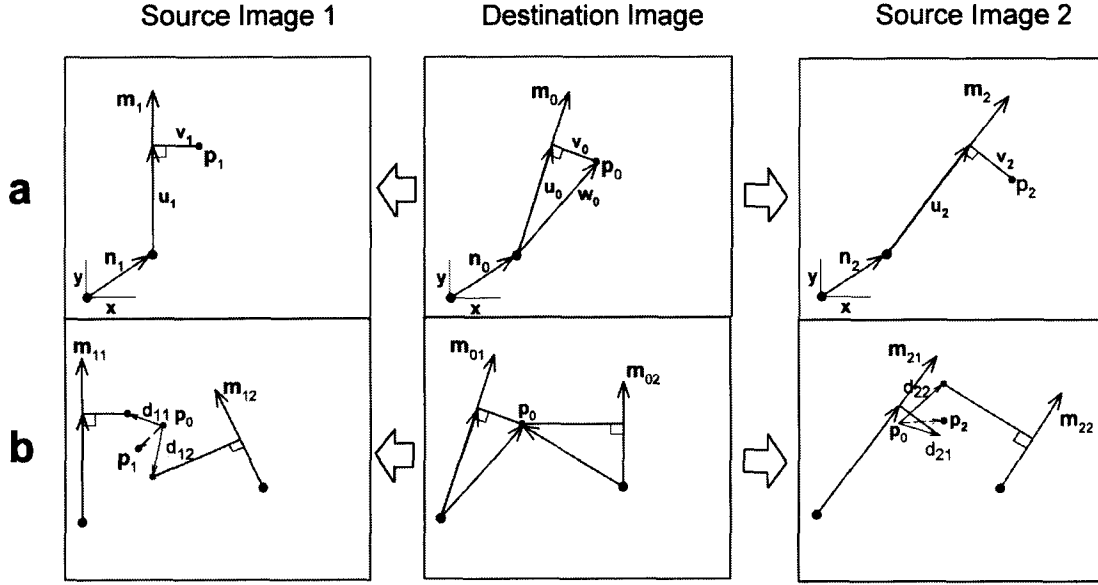 Source Image 1 Destination Image Source Image 2
a
m1 v1 p1 u1 n1 y x
m0 v0 p0 u0 w0 n0 y x
m2 v2 p2 u2 n2 y x
b
m11 d11 p0 m12 p1 d12
m01 p0 m02
m21 d22 p0 p2 d21 m22